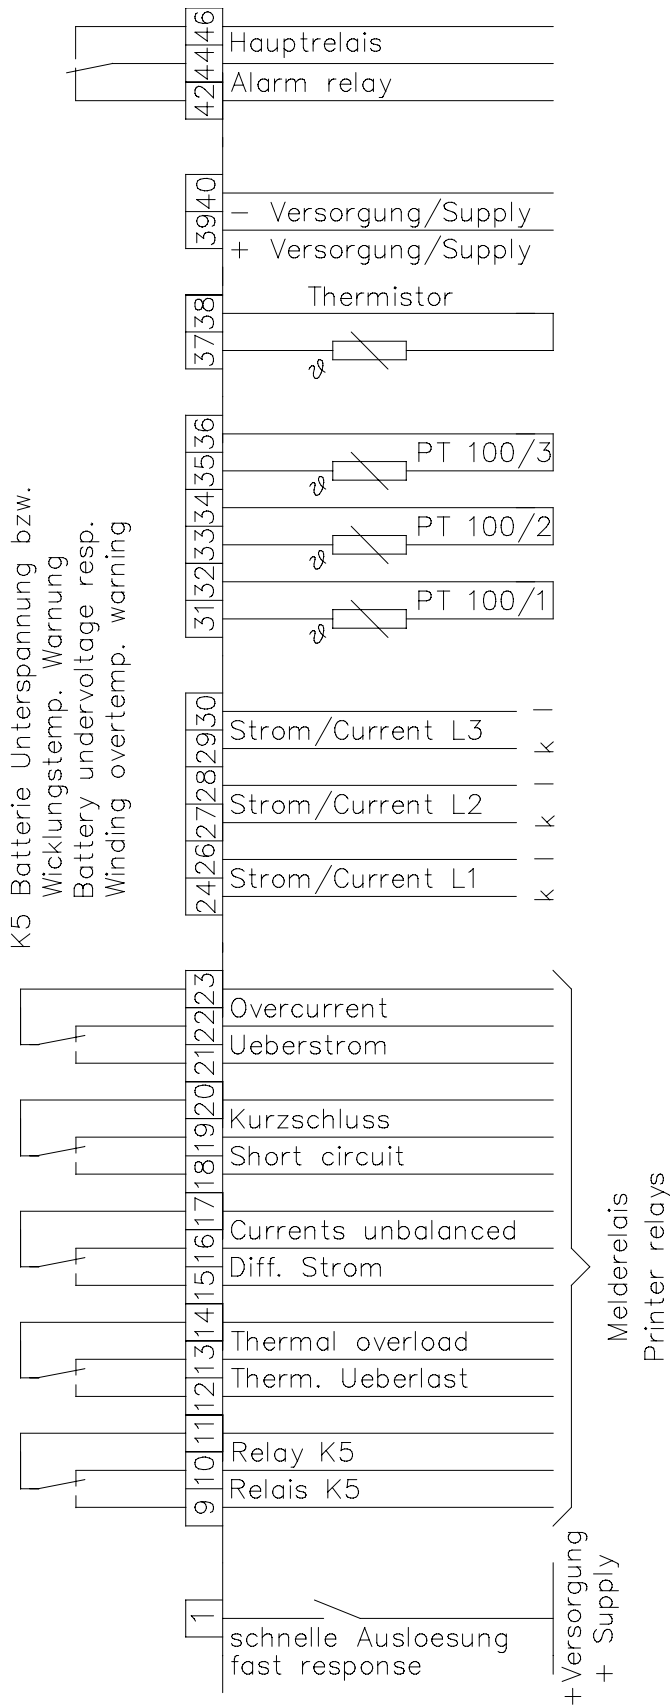 46
Hauptrelais
44
Alarm relay
42
40
- Versorgung/Supply
39
+ Versorgung/Supply
Thermistor
38
37
ϑ
36
PT 100/3
35
ϑ
34
PT 100/2
33
ϑ
32
PT 100/1
31
ϑ
K5 Batterie Unterspannung bzw.
Wicklungstemp. Warnung
Battery undervoltage resp.
Winding overtemp. warning
30
l
Strom/Current L3
29
k
28
l
Strom/Current L2
27
k
26
l
Strom/Current L1
24
k
23
Overcurrent
22
Ueberstrom
21
20
Kurzschluss
19
Short circuit
18
17
Currents unbalanced
16
Diff. Strom
15
14
Thermal overload
13
Therm. Ueberlast
12
11
Relay K5
10
Relais K5
9
Melderelais
Printer relays
1
schnelle Ausloesung
fast response
+Versorgung
+ Supply